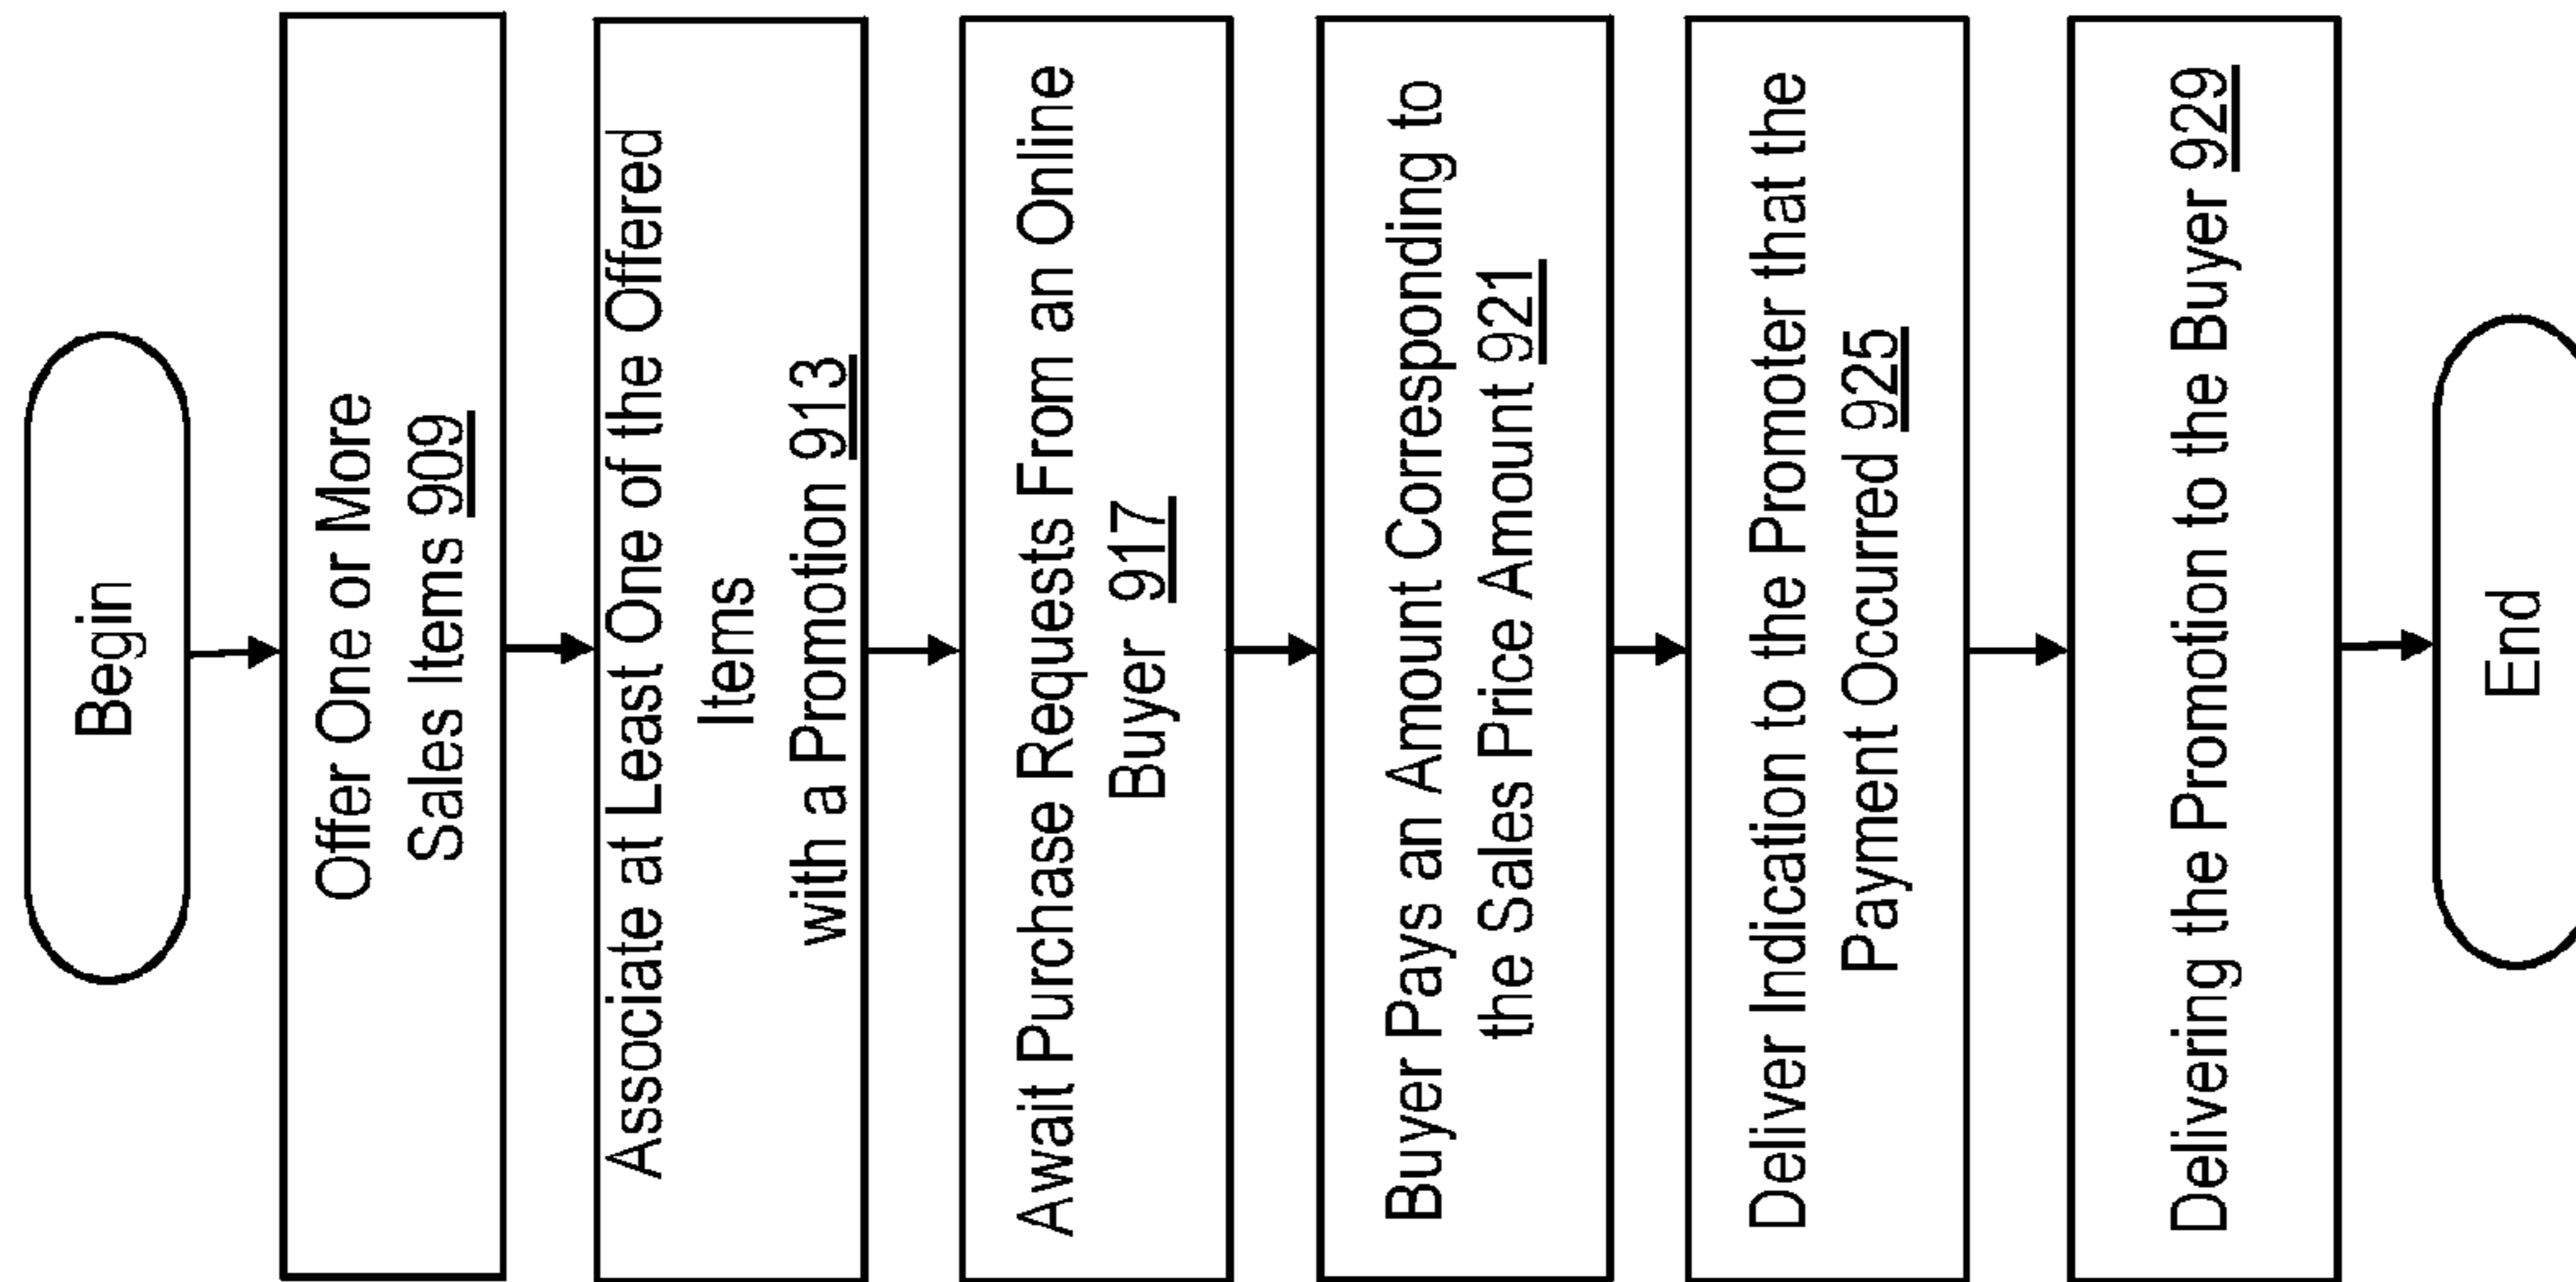 Begin
Offer One or More
Sales Items 909
Associate at Least One of the Offered
Items
with a Promotion 913
Await Purchase Requests From an Online
Buyer 917
Buyer Pays an Amount Corresponding to
the Sales Price Amount 921
Deliver Indication to the Promoter that the
Payment Occurred 925
Delivering the Promotion to the Buyer 929
End